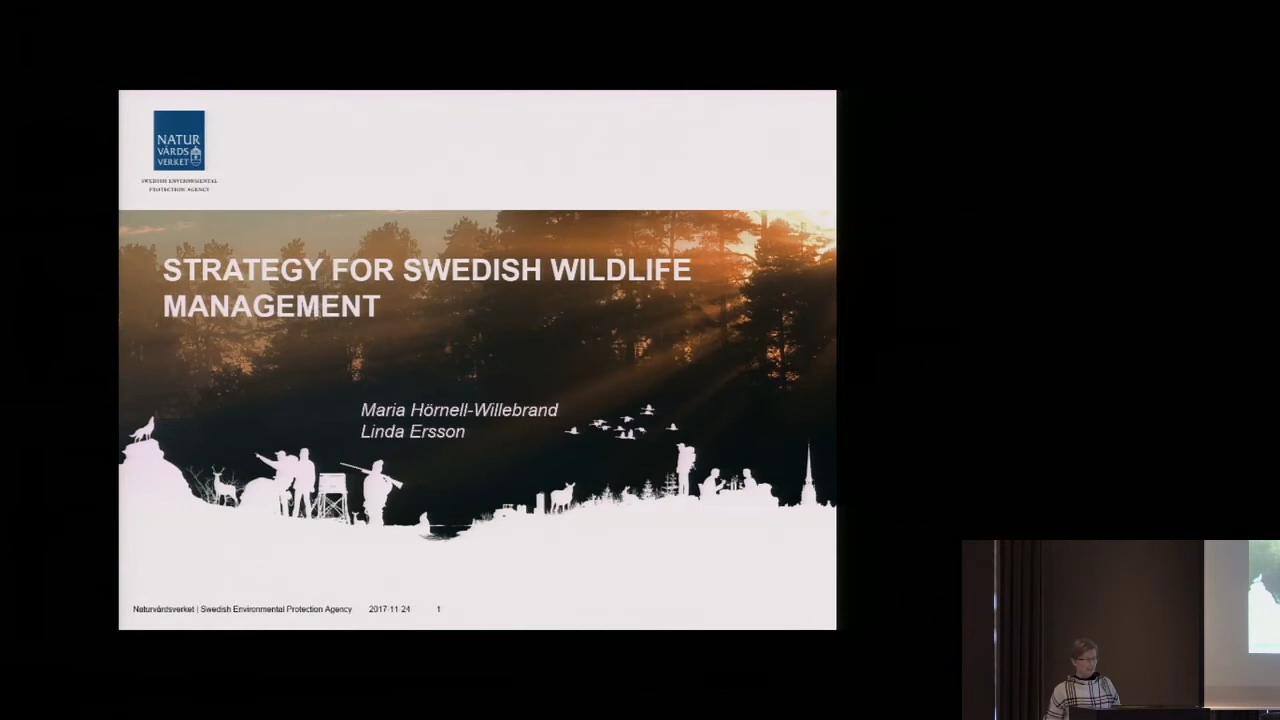 NATUR
VÅRDS
VERKET
SWEDISH ENVIRONMENTAL
PROTECTION AGENCY
STRATEGY FOR SWEDISH WILDLIFE
MANAGEMENT
Maria Hörnell-Willebrand
Linda Ersson
Naturvårdsverket | Swedish Environmental Protection Agency 2017-11-24 1